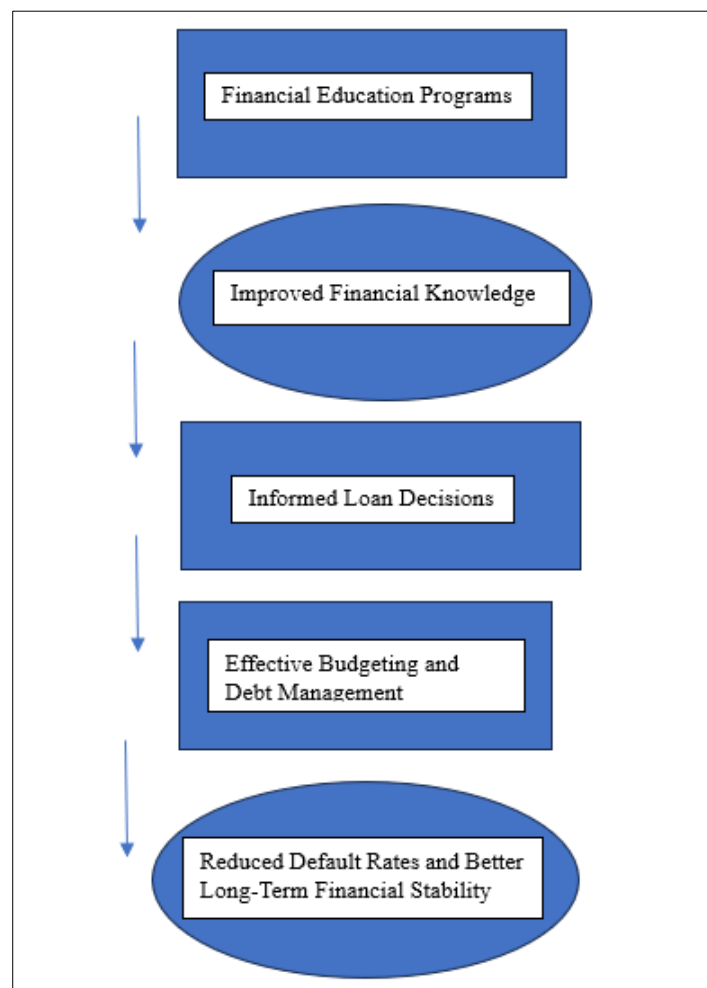 Financial Education Programs
Improved Financial Knowledge
Informed Loan Decisions
Effective Budgeting and
Debt Management
Reduced Default Rates and Better
Long-Term Financial Stability